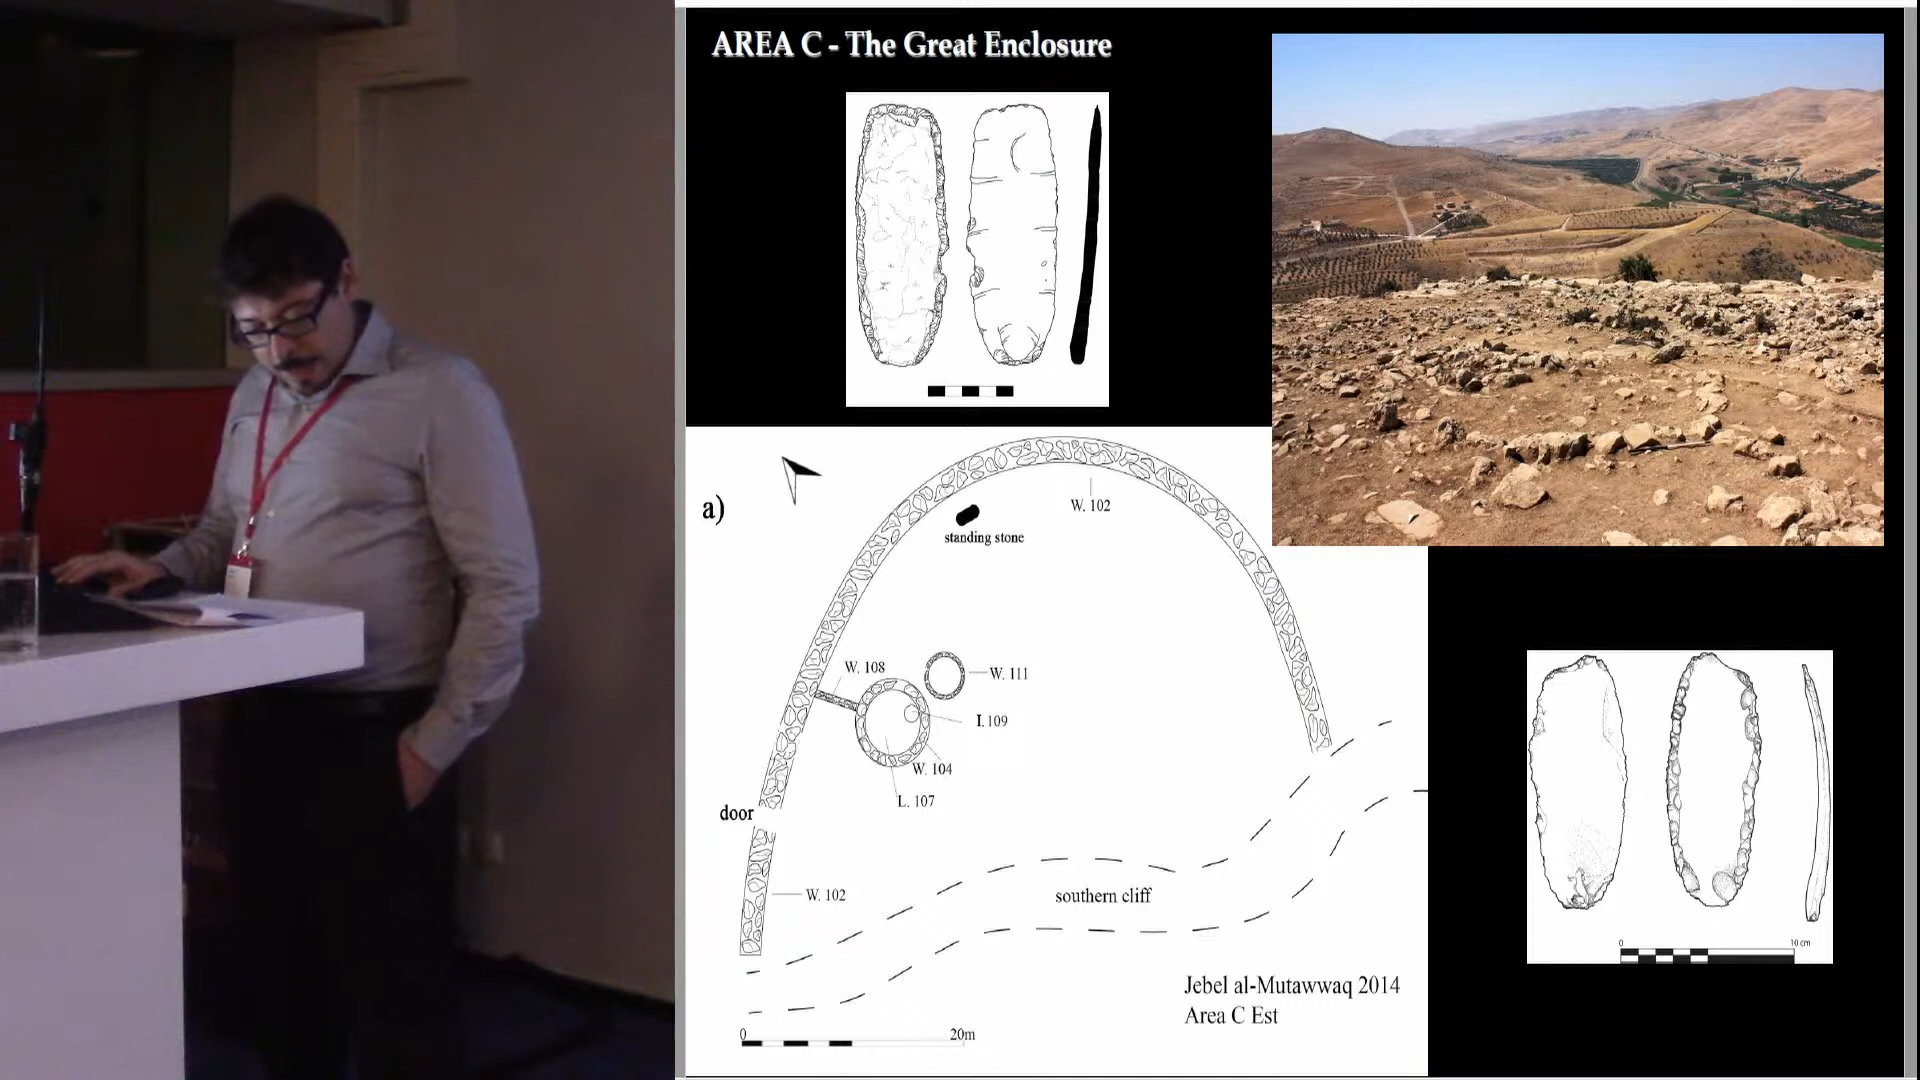 AREA C - The Great Enclosure
a)
W. 102
standing stone
W. 108
W. 111
I. 109
W. 104
L. 107
door
W. 102
southern cliff
Jebel al-Mutawwaq 2014
Area C Est
0 20m
0 10 cm